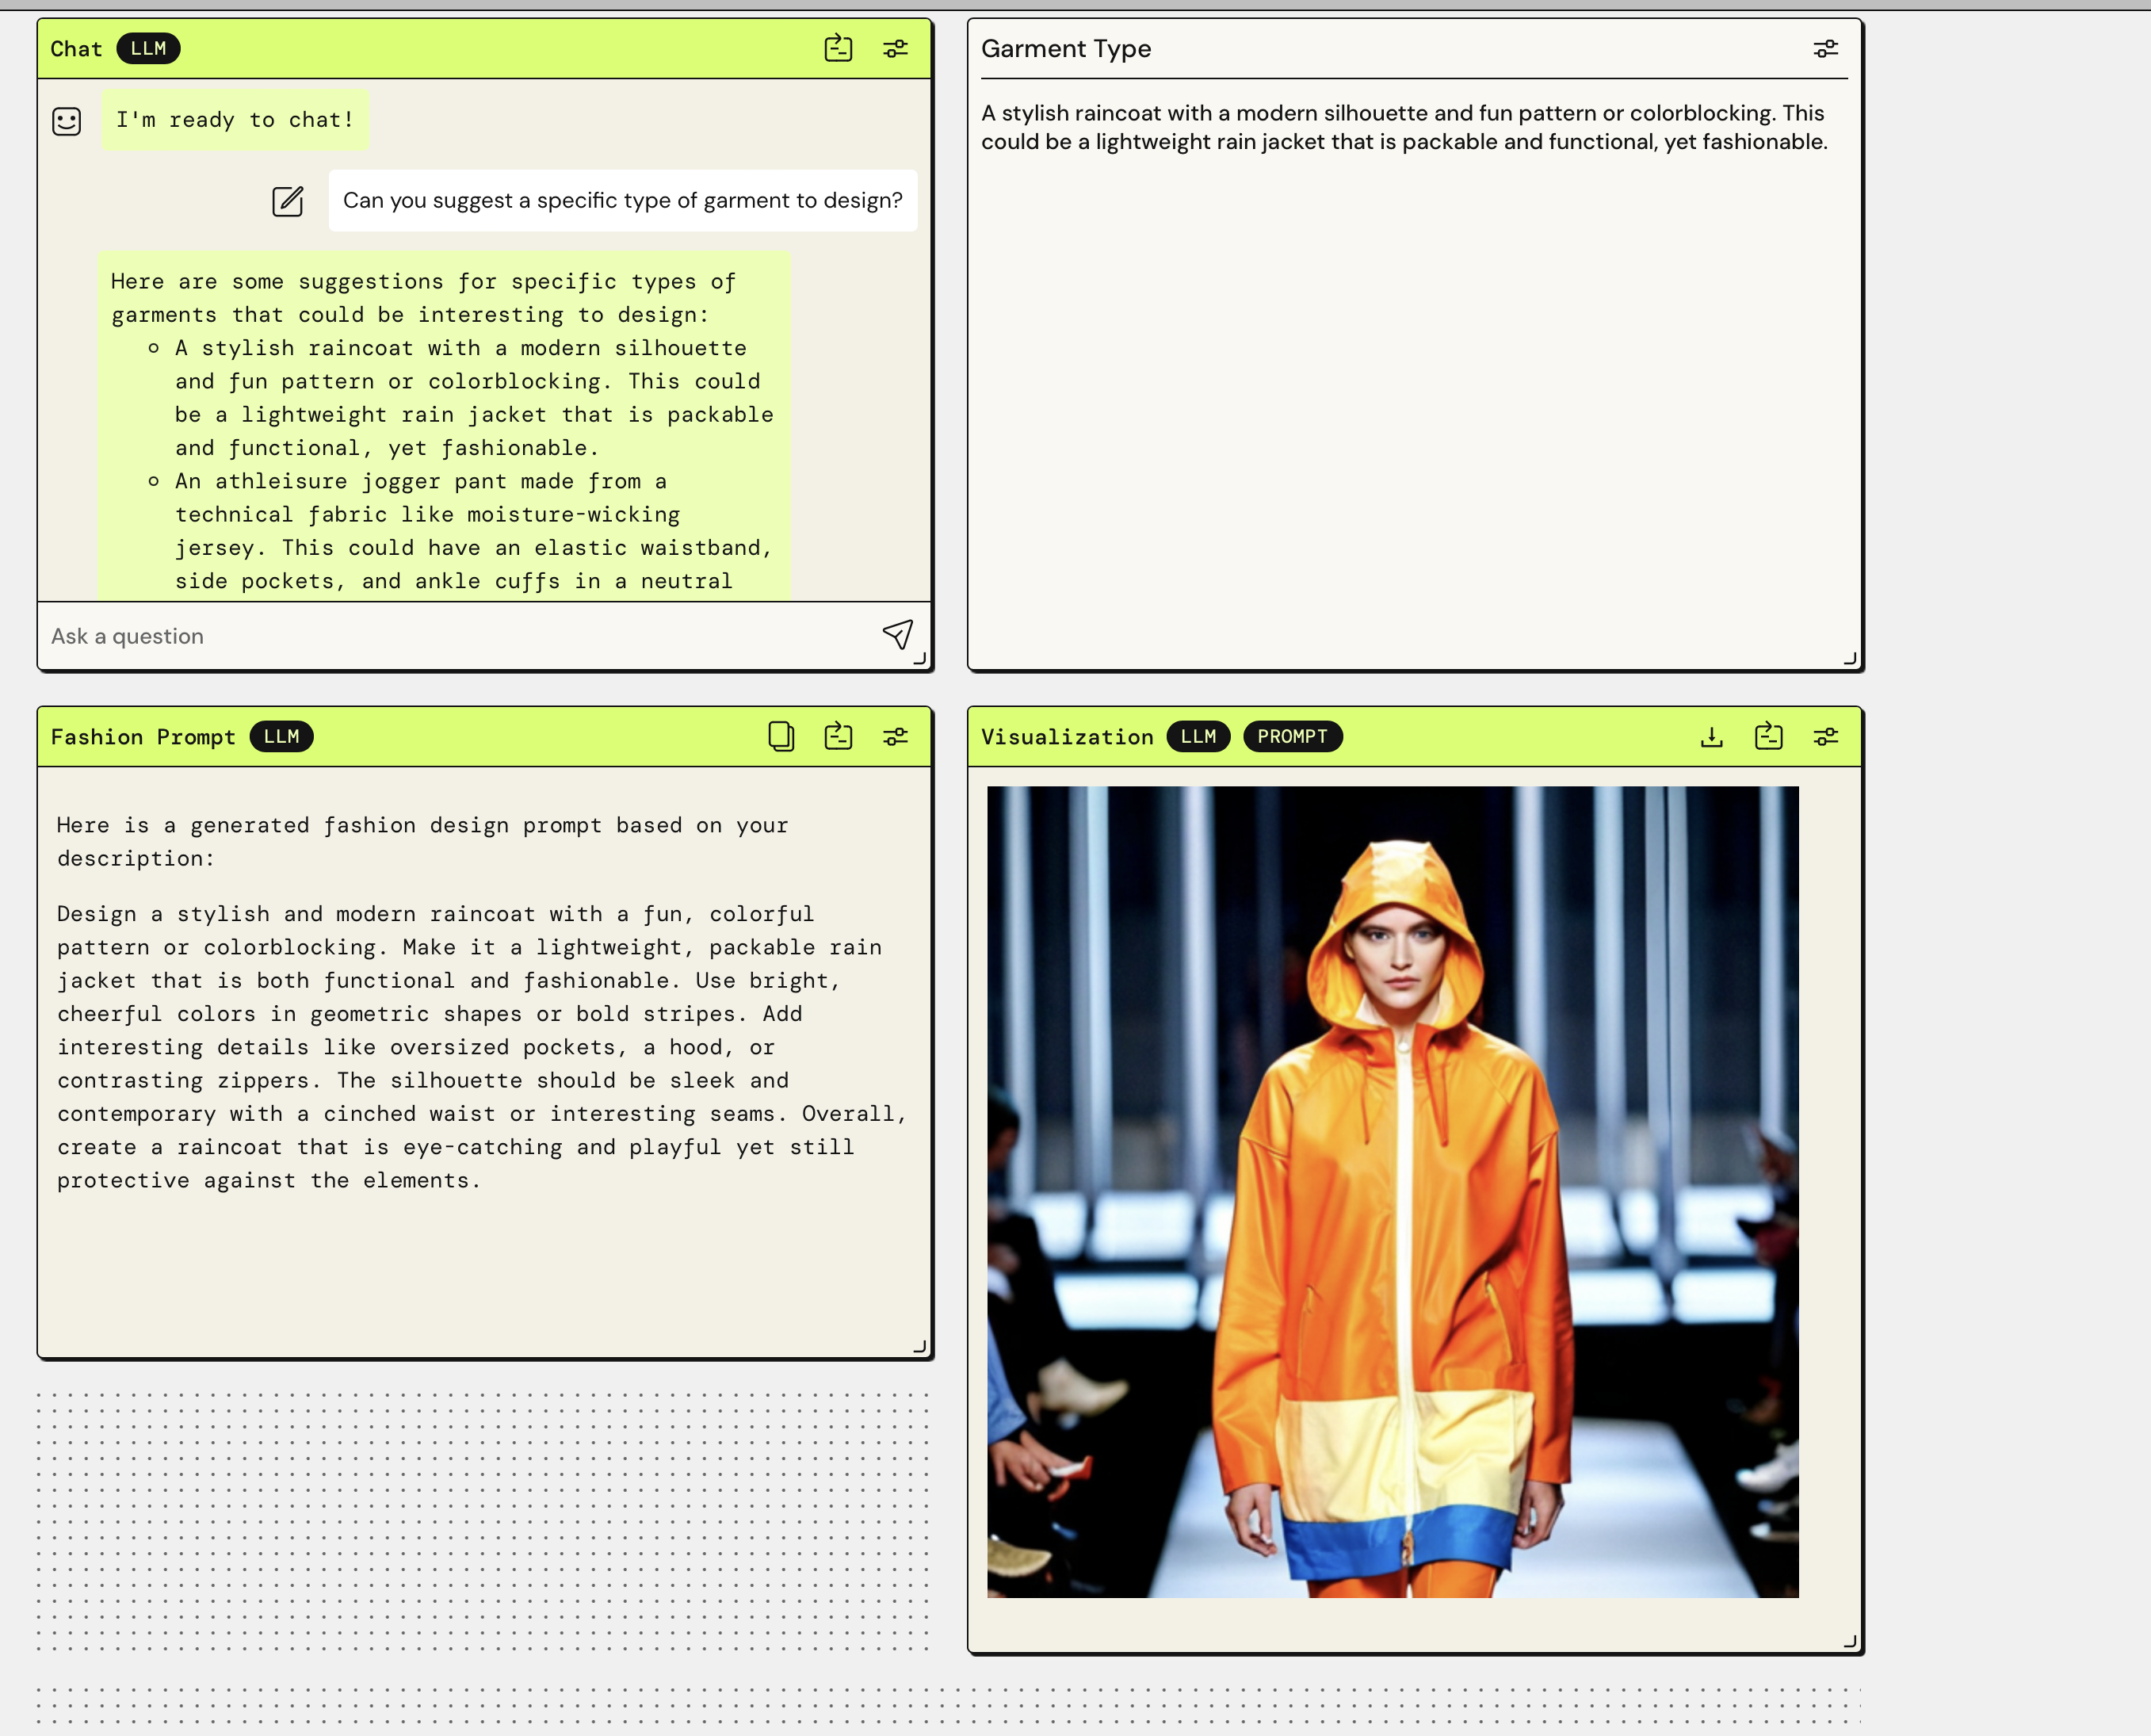 Chat LLM
I'm ready to chat!
Can you suggest a specific type of garment to design?
Here are some suggestions for specific types of
garments that could be interesting to design:
A stylish raincoat with a modern silhouette
and fun pattern or colorblocking. This could
be a lightweight rain jacket that is packable
and functional, yet fashionable.
An athleisure jogger pant made from a
technical fabric like moisture-wicking
jersey. This could have an elastic waistband,
side pockets, and ankle cuffs in a neutral
Ask a question
Garment Type
A stylish raincoat with a modern silhouette and fun pattern or colorblocking. This
could be a lightweight rain jacket that is packable and functional, yet fashionable.
Fashion Prompt LLM
Here is a generated fashion design prompt based on your
description:
Design a stylish and modern raincoat with a fun, colorful
pattern or colorblocking. Make it a lightweight, packable rain
jacket that is both functional and fashionable. Use bright,
cheerful colors in geometric shapes or bold stripes. Add
interesting details like oversized pockets, a hood, or
contrasting zippers. The silhouette should be sleek and
contemporary with a cinched waist or interesting seams. Overall,
create a raincoat that is eye-catching and playful yet still
protective against the elements.
Visualization LLM PROMPT